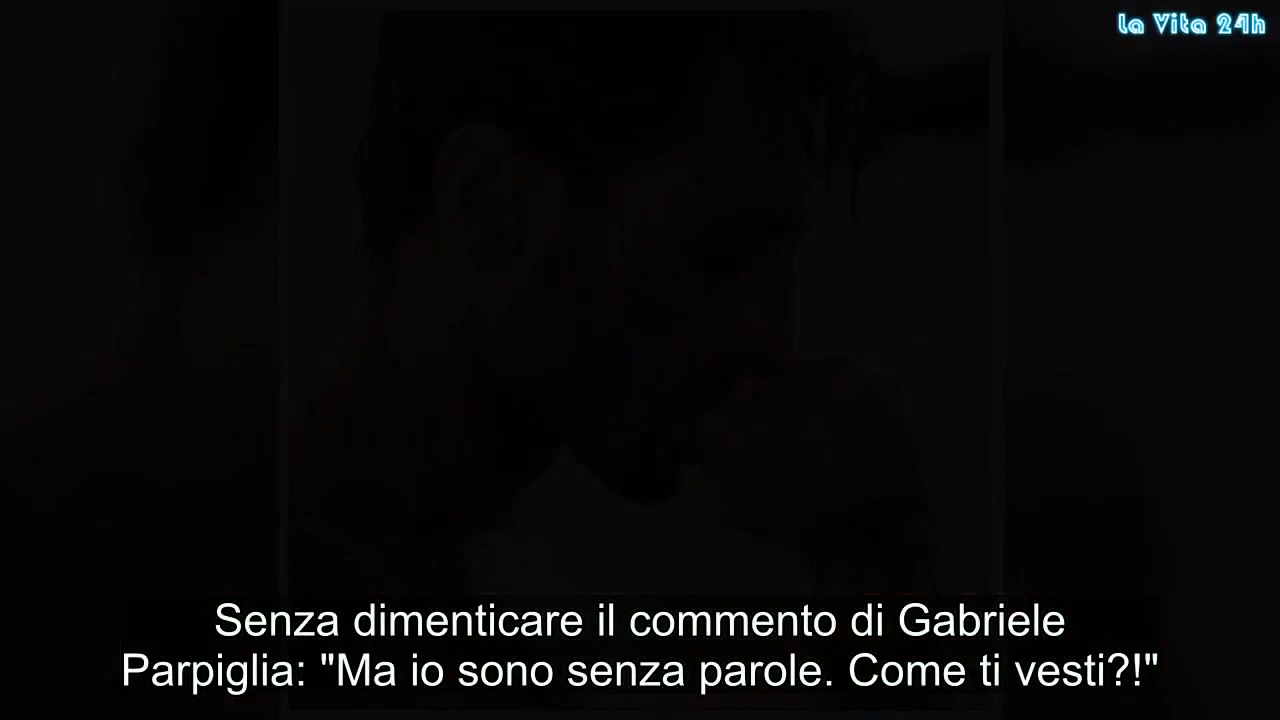 La Vita 24h
Senza dimenticare il commento di Gabriele
Parpiglia: "Ma io sono senza parole. Come ti vesti?!"